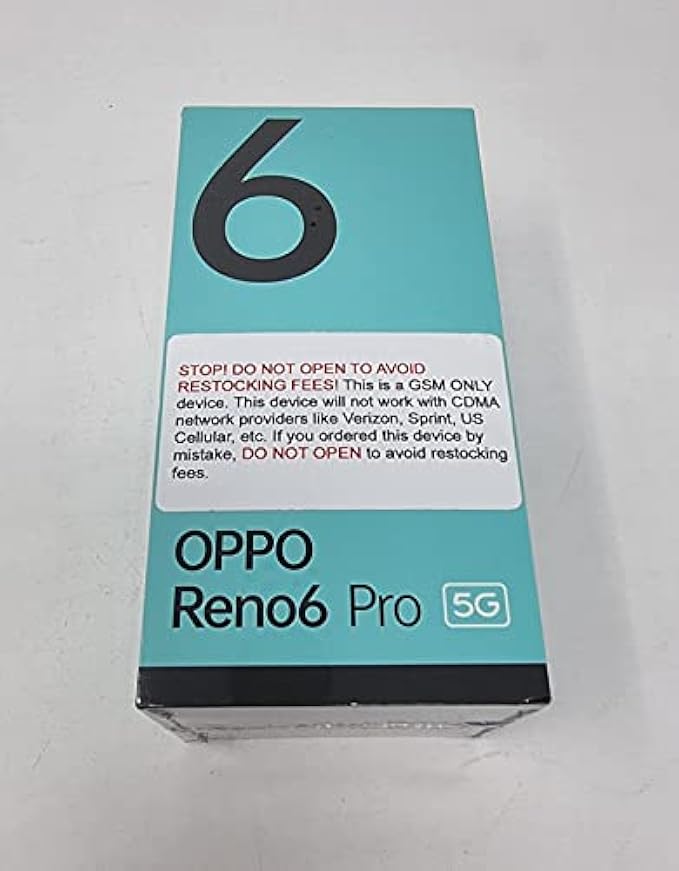 6
STOP! DO NOT OPEN TO AVOID
RESTOCKING FEES! This is a GSM ONLY
device. This device will not work with CDMA
network providers like Verizon, Sprint, US
Cellular, etc. If you ordered this device by
mistake, DO NOT OPEN to avoid restocking
fees.
OPPO
Reno6 Pro 5G